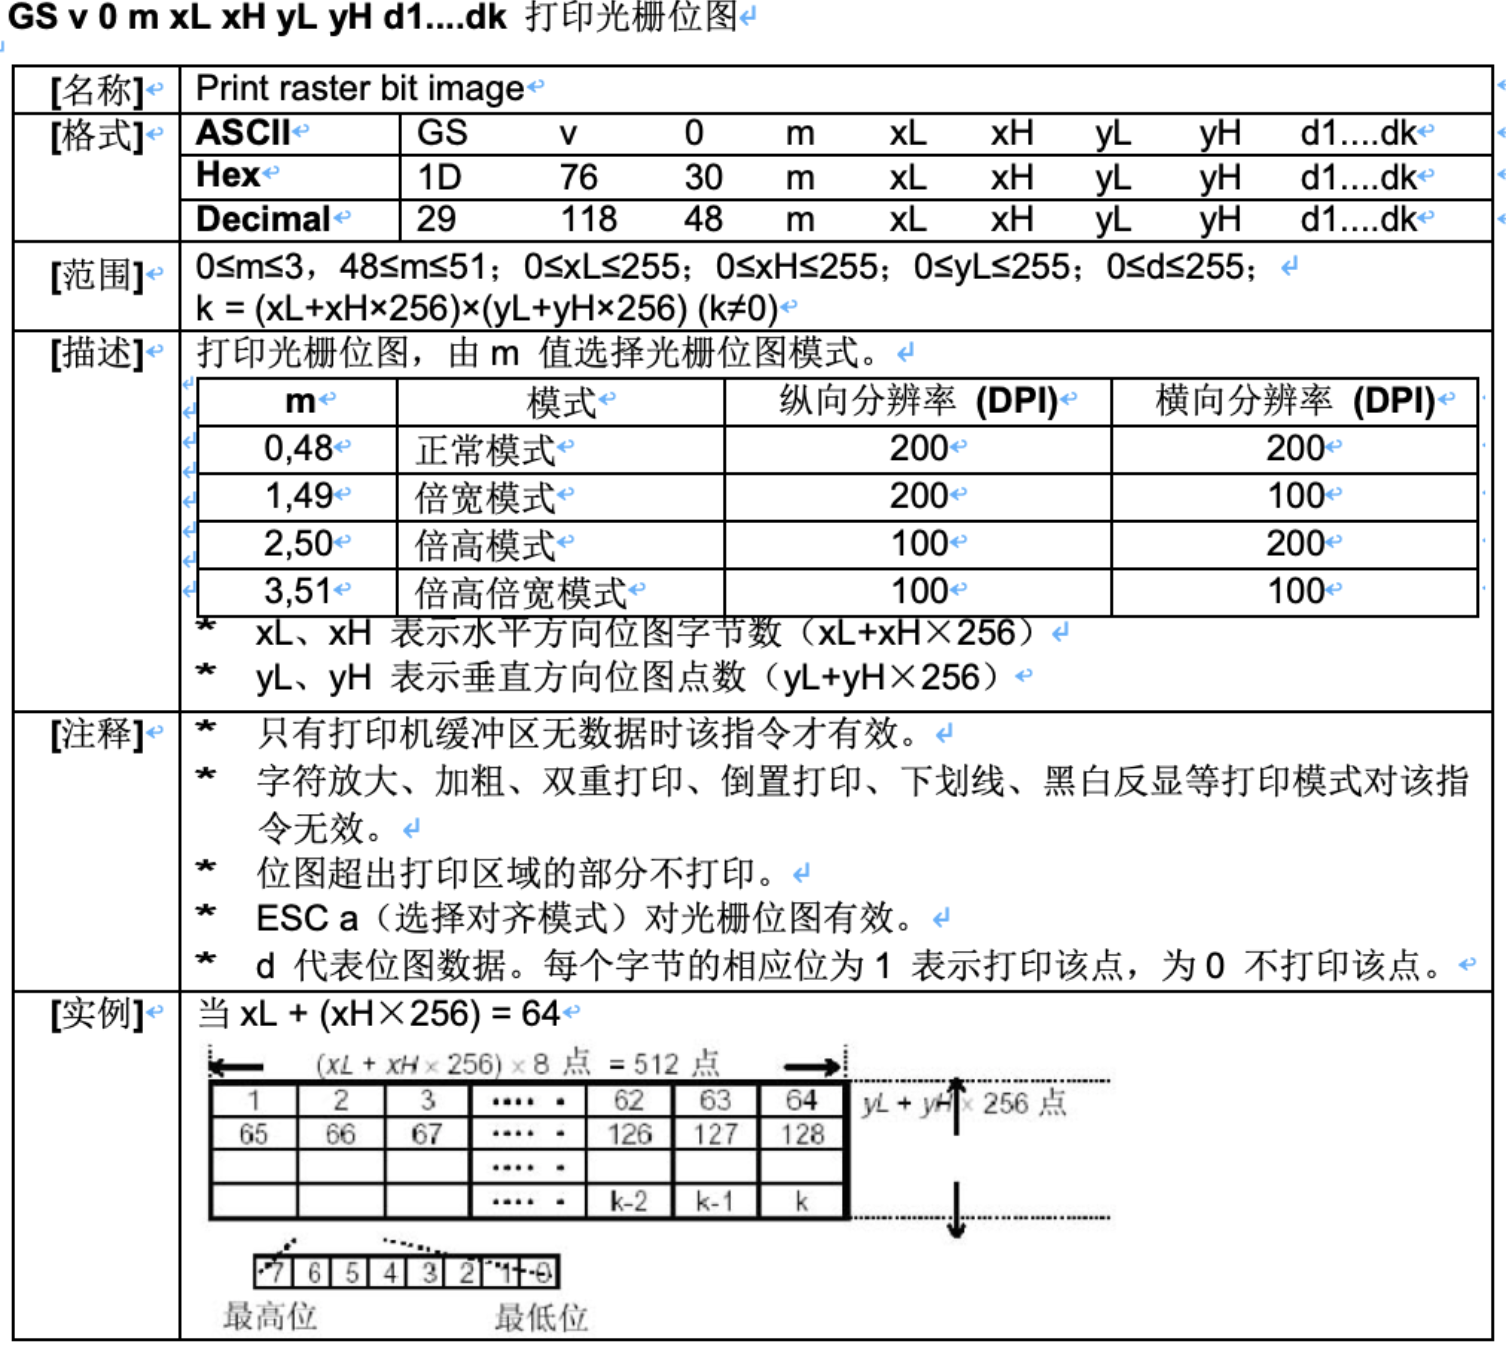 GS v 0 m xL xH yL yH d1....dk 打印光栅位图
[名称] Print raster bit image
[格式] ASCII GS v 0 m xL xH yL yH d1....dk
Hex 1D 76 30 m xL xH yL yH d1....dk
Decimal 29 118 48 m xL xH yL yH d1....dk
[范围] 0≤m≤3，48≤m≤51；0≤xL≤255；0≤xH≤255；0≤yL≤255；0≤d≤255；
k = (xL+xH×256)×(yL+yH×256) (k≠0)
[描述] 打印光栅位图，由 m 值选择光栅位图模式。
m 模式 纵向分辨率 (DPI) 横向分辨率 (DPI)
0,48 正常模式 200 200
1,49 倍宽模式 200 100
2,50 倍高模式 100 200
3,51 倍高倍宽模式 100 100
* xL、xH 表示水平方向位图字节数（xL+xH×256）
* yL、yH 表示垂直方向位图点数（yL+yH×256）
[注释] * 只有打印机缓冲区无数据时该指令才有效。
* 字符放大、加粗、双重打印、倒置打印、下划线、黑白反显等打印模式对该指
令无效。
* 位图超出打印区域的部分不打印。
* ESC a（选择对齐模式）对光栅位图有效。
* d 代表位图数据。每个字节的相应位为 1 表示打印该点，为 0 不打印该点。
[实例] 当 xL + (xH×256) = 64
(xL + xH × 256) × 8 点 = 512 点
1 2 3 ···· · 62 63 64 yL + yH × 256 点
65 66 67 ···· · 126 127 128
···· ·
···· · k-2 k-1 k
7 6 5 4 3 2 1 0
最高位 最低位